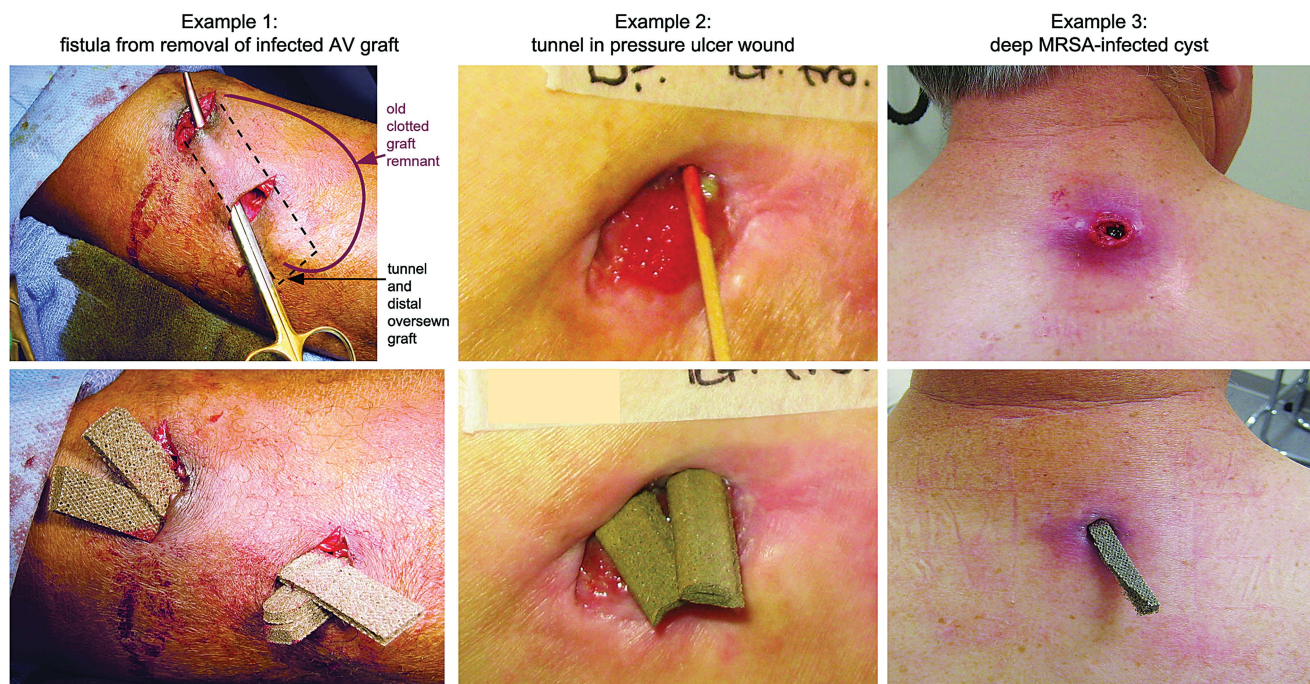 Example 1:
fistula from removal of infected AV graft
Example 2:
tunnel in pressure ulcer wound
Example 3:
deep MRSA-infected cyst
old
clotted
graft
remnant
tunnel
and
distal
oversewn
graft